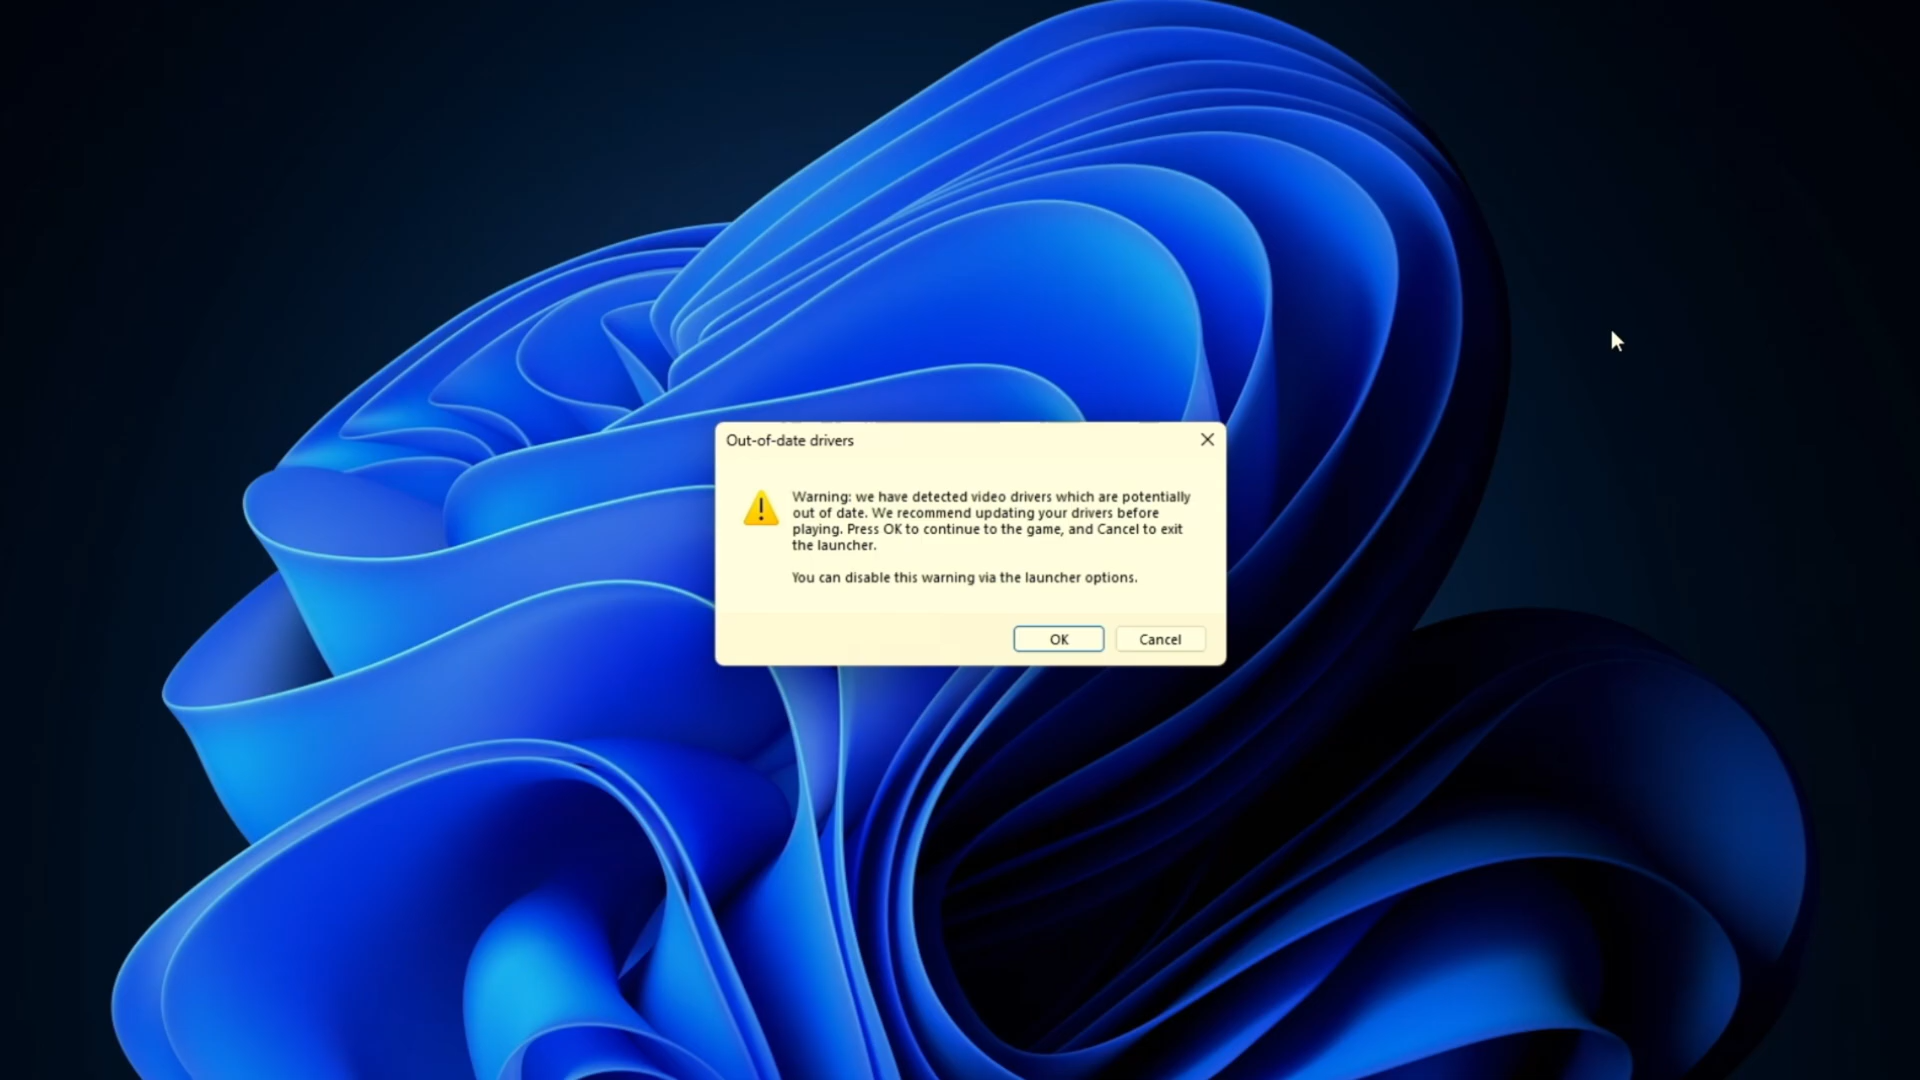 Out-of-date drivers
Warning: we have detected video drivers which are potentially
out of date. We recommend updating your drivers before
playing. Press OK to continue to the game, and Cancel to exit
the launcher.
You can disable this warning via the launcher options.
OK
Cancel